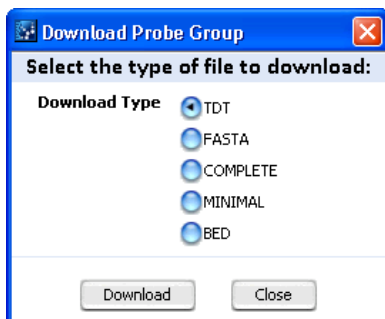 Download Probe Group
Select the type of file to download:
Download Type TDT
FASTA
COMPLETE
MINIMAL
BED
Download Close